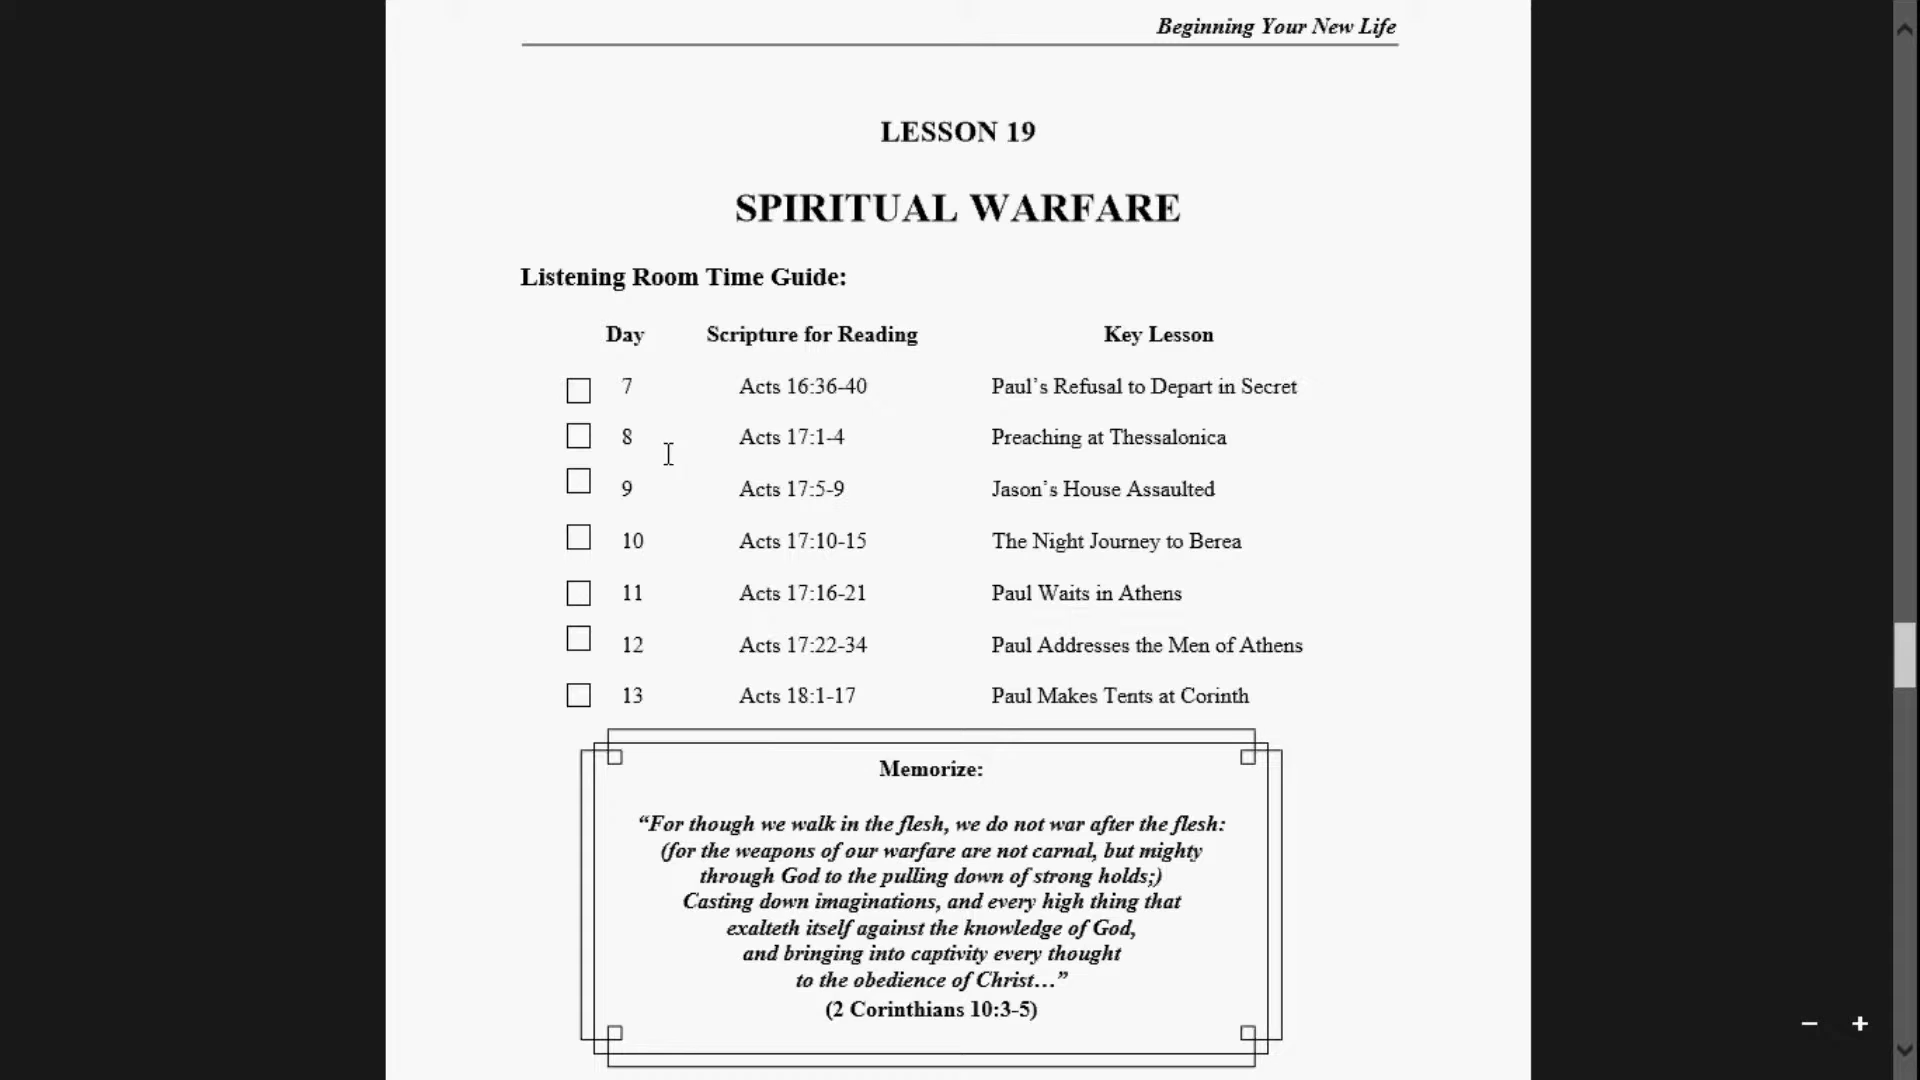 Beginning Your New Life
LESSON 19
SPIRITUAL WARFARE
Listening Room Time Guide:
Day Scripture for Reading Key Lesson
7 Acts 16:36-40 Paul’s Refusal to Depart in Secret
8 Acts 17:1-4 Preaching at Thessalonica
9 Acts 17:5-9 Jason’s House Assaulted
10 Acts 17:10-15 The Night Journey to Berea
11 Acts 17:16-21 Paul Waits in Athens
12 Acts 17:22-34 Paul Addresses the Men of Athens
13 Acts 18:1-17 Paul Makes Tents at Corinth
Memorize:
“For though we walk in the flesh, we do not war after the flesh:
(for the weapons of our warfare are not carnal, but mighty
through God to the pulling down of strong holds;)
Casting down imaginations, and every high thing that
exalteth itself against the knowledge of God,
and bringing into captivity every thought
to the obedience of Christ…”
(2 Corinthians 10:3-5)